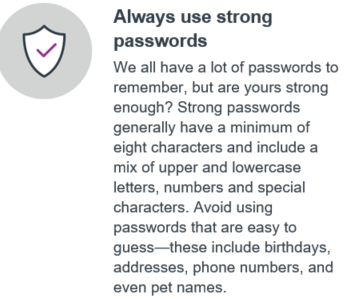 Always use strong
passwords
We all have a lot of passwords to
remember, but are yours strong
enough? Strong passwords
generally have a minimum of
eight characters and include a
mix of upper and lowercase
letters, numbers and special
characters. Avoid using
passwords that are easy to
guess—these include birthdays,
addresses, phone numbers, and
even pet names.